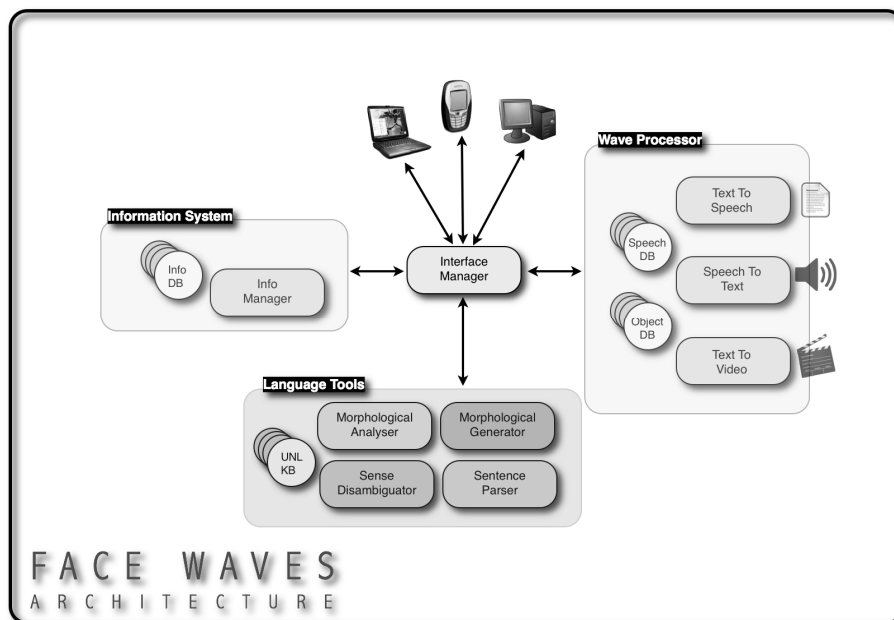 Wave Processor
Text To
Speech
Speech
DB
Speech To
Text
Object
DB
Text To
Video
Information System
Info
DB
Info
Manager
Interface
Manager
Language Tools
Morphological
Analyser
Morphological
Generator
UNL
KB
Sense
Disambiguator
Sentence
Parser
FACE WAVES
ARCHITECTURE